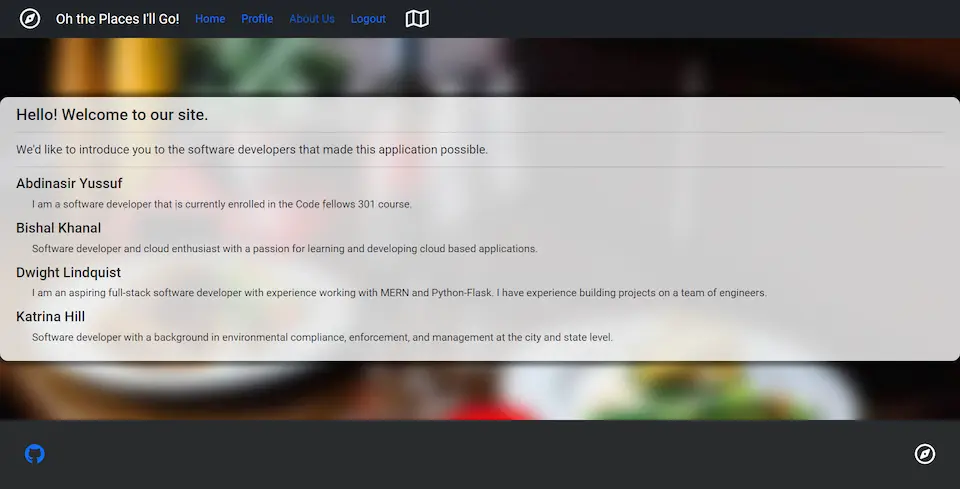 Oh the Places I'll Go! Home Profile About Us Logout
Hello! Welcome to our site.
We'd like to introduce you to the software developers that made this application possible.
Abdinasir Yussuf
I am a software developer that is currently enrolled in the Code fellows 301 course.
Bishal Khanal
Software developer and cloud enthusiast with a passion for learning and developing cloud based applications.
Dwight Lindquist
I am an aspiring full-stack software developer with experience working with MERN and Python-Flask. I have experience building projects on a team of engineers.
Katrina Hill
Software developer with a background in environmental compliance, enforcement, and management at the city and state level.